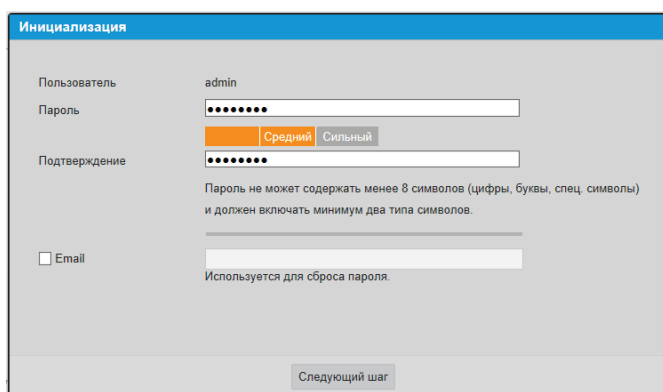 Инициализация
Пользователь admin
Пароль ●●●●●●●●
Средний Сильный
Подтверждение ●●●●●●●●
Пароль не может содержать менее 8 символов (цифры, буквы, спец. символы)
и должен включать минимум два типа символов.
Email
Используется для сброса пароля.
Следующий шаг